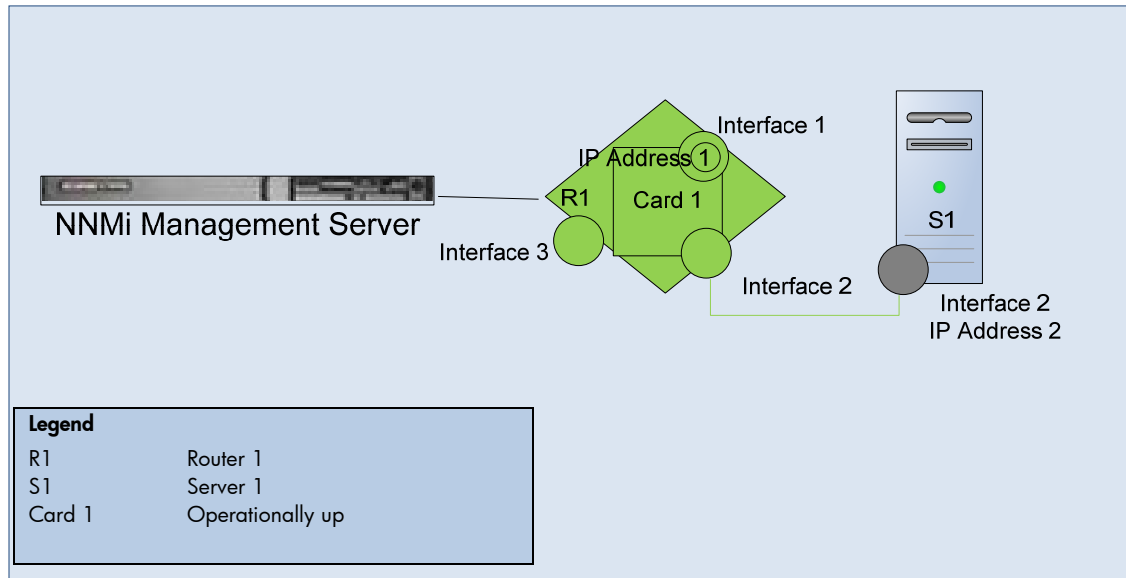 Interface 1
IP Address 1
R1
Card 1
S1
NNMi Management Server
Interface 3
Interface 2
Interface 2
IP Address 2
Legend
R1 Router 1
S1 Server 1
Card 1 Operationally up